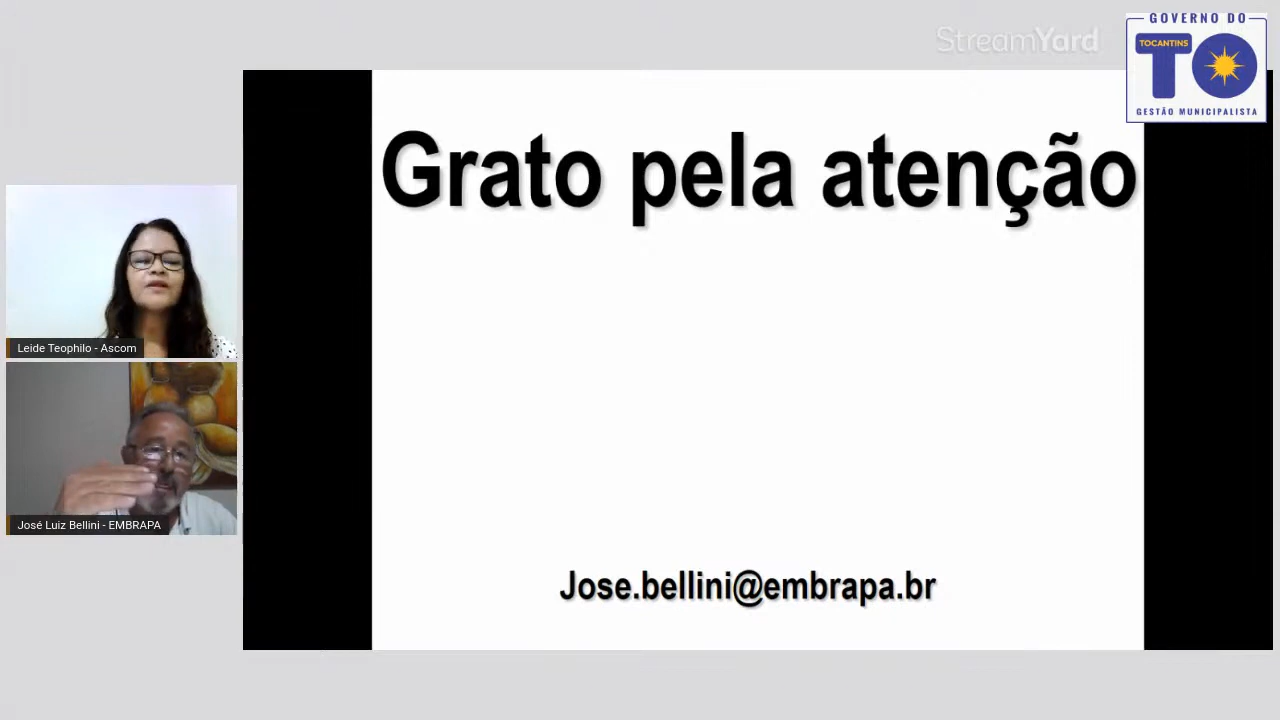 StreamYard
GOVERNO DO
TOCANTINS
TO
GESTÃO MUNICIPALISTA
Grato pela atenção
Leide Teophilo - Ascom
José Luiz Bellini - EMBRAPA
Jose.bellini@embrapa.br